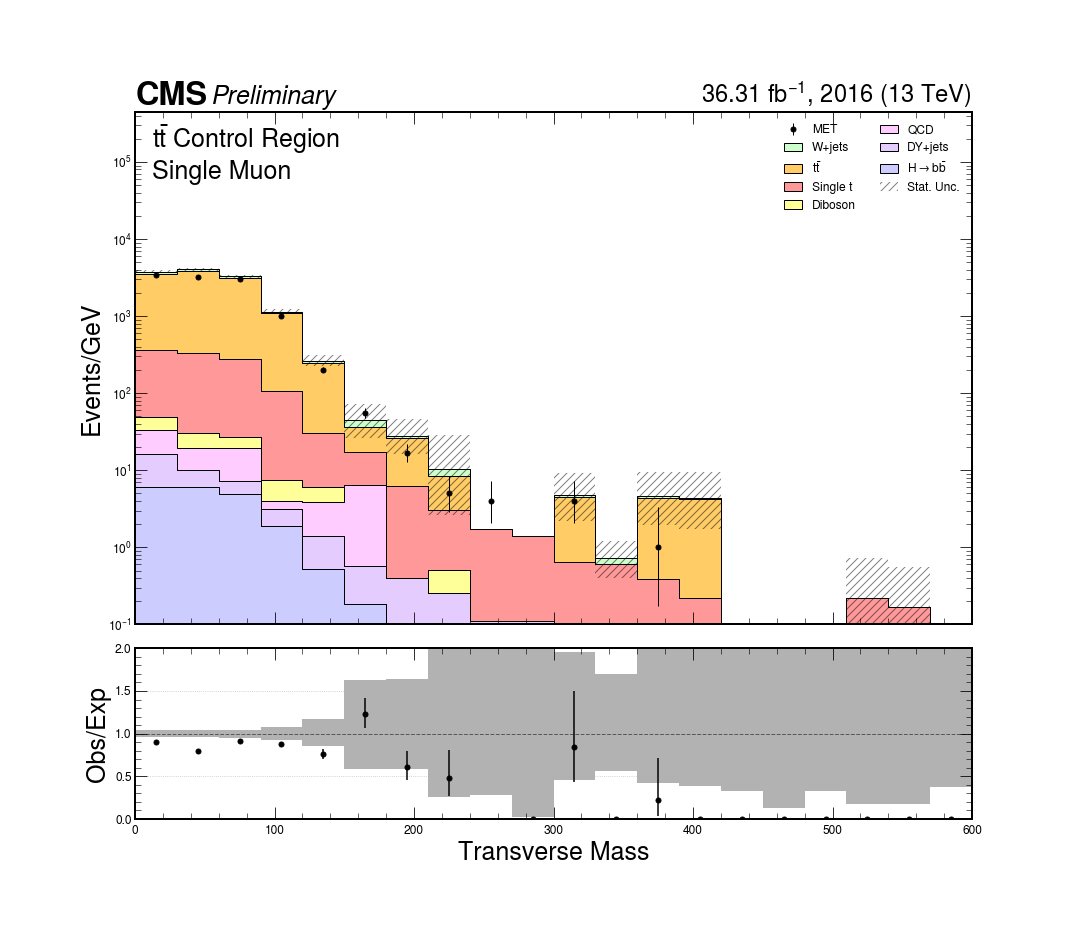 CMS Preliminary 36.31 fb⁻¹, 2016 (13 TeV)
tt̄ Control Region
Single Muon
MET
W+jets
tt̄
Single t
Diboson
QCD
DY+jets
H→bb̄
Stat. Unc.
Events/GeV
10⁵
10⁴
10³
10²
10¹
10⁰
10⁻¹
Obs/Exp
2.0
1.5
1.0
0.5
0.0
0 100 200 300 400 500 600
Transverse Mass